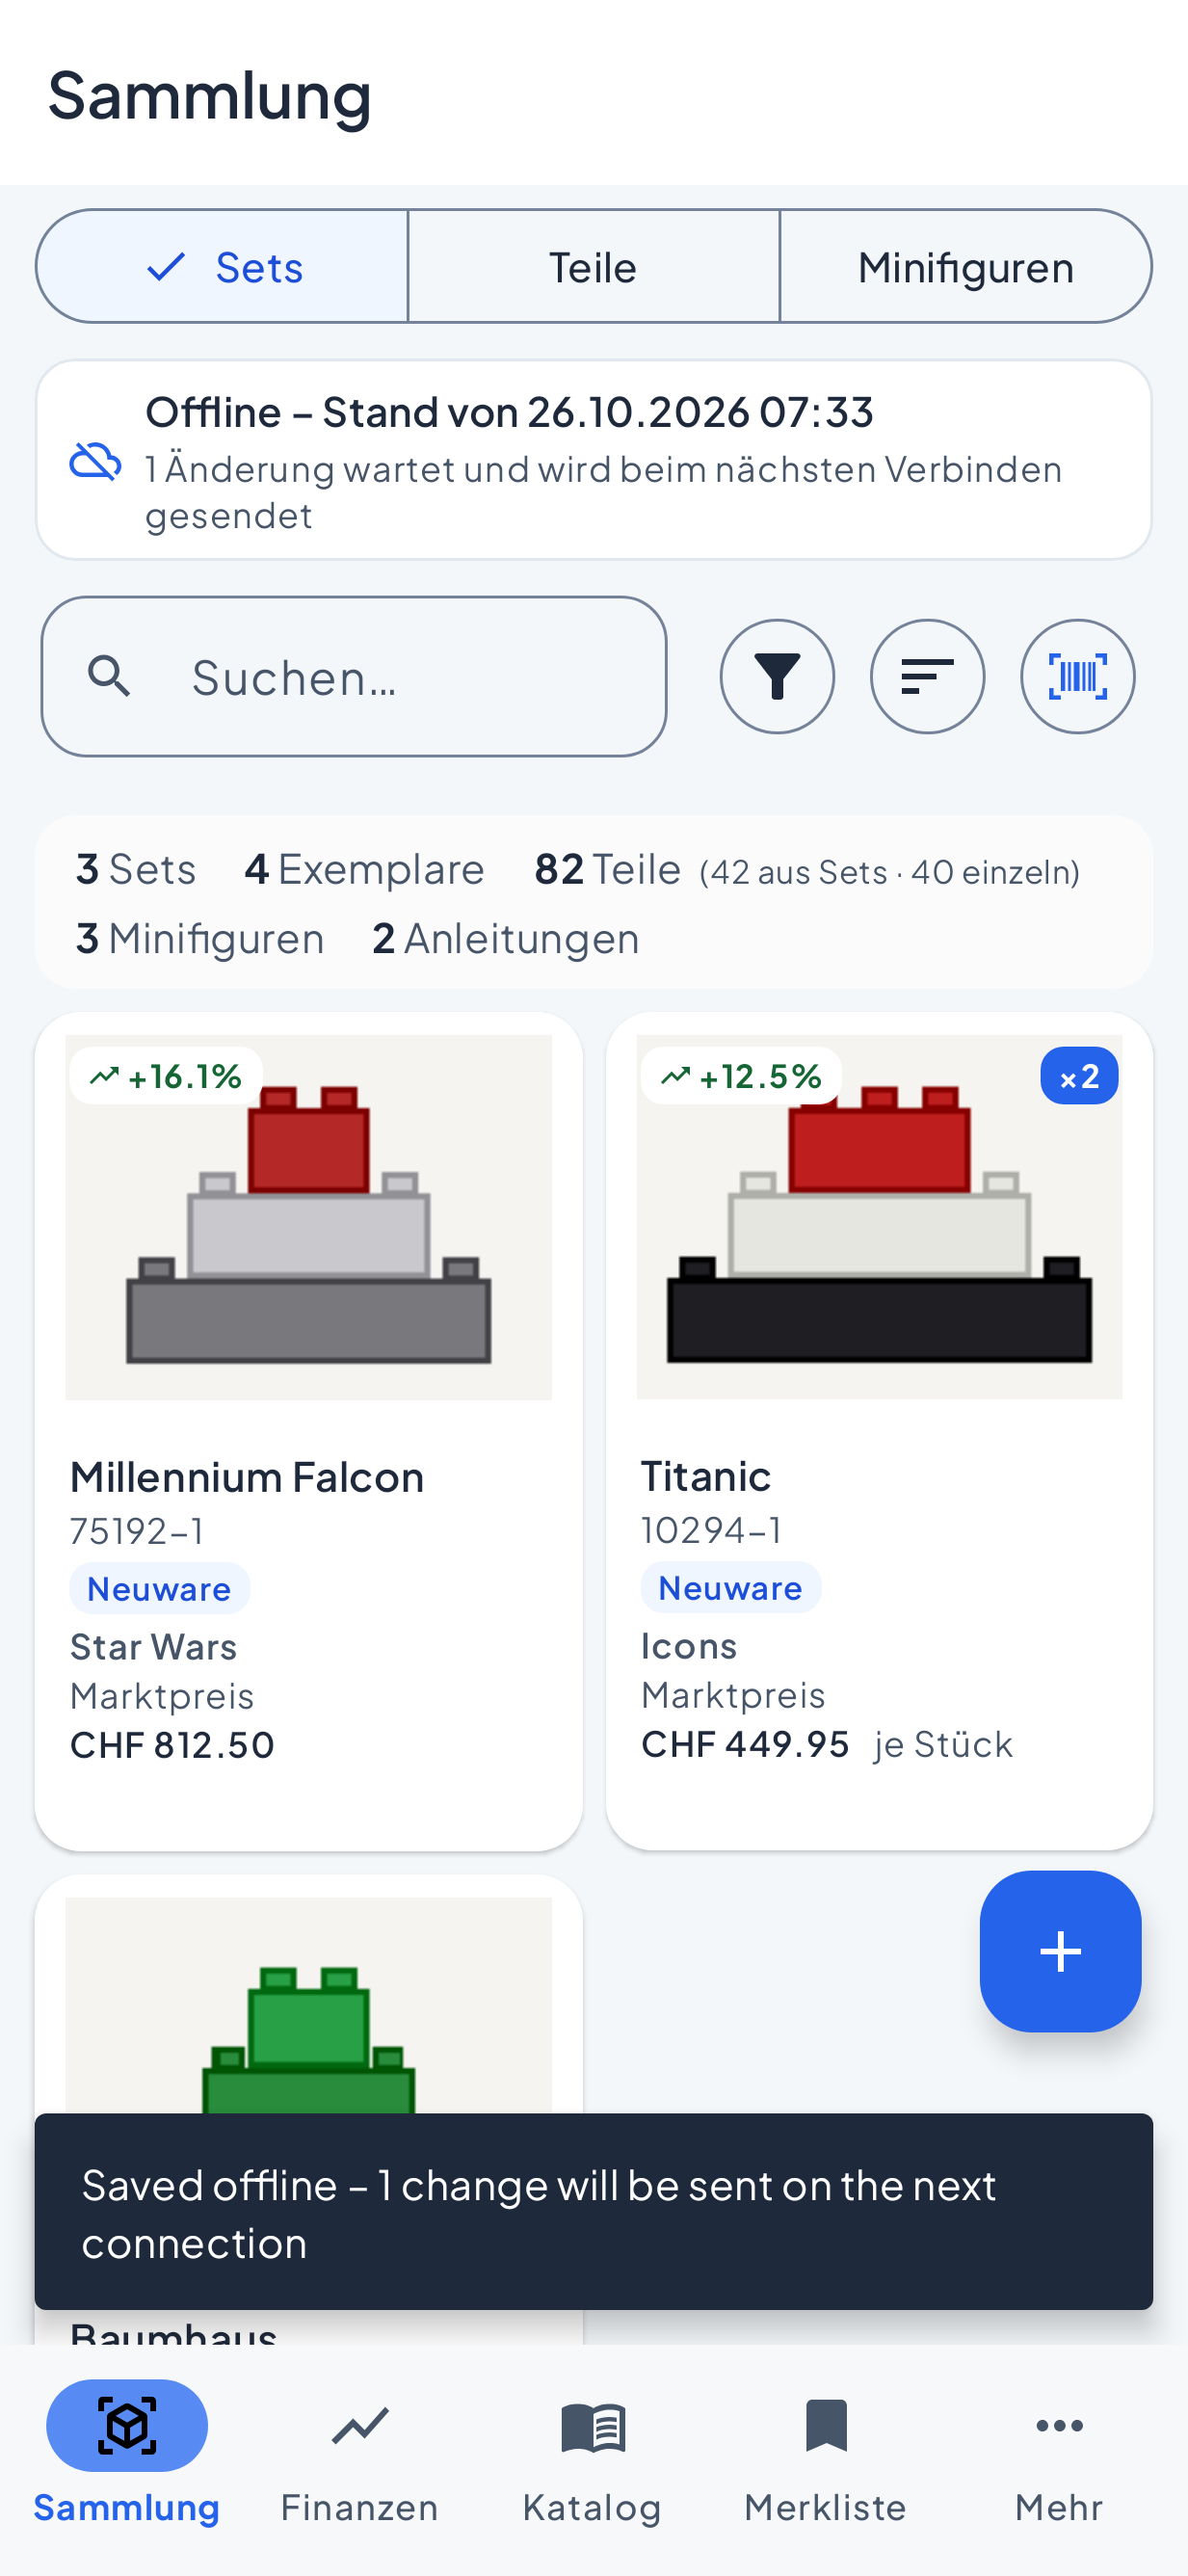 Sammlung
Sets
Teile
Minifiguren
Offline – Stand von 26.10.2026 07:33
1 Änderung wartet und wird beim nächsten Verbinden
gesendet
Suchen…
3 Sets 4 Exemplare 82 Teile (42 aus Sets · 40 einzeln)
3 Minifiguren 2 Anleitungen
+16.1%
+12.5%
×2
Millennium Falcon
75192-1
Neuware
Star Wars
Marktpreis
CHF 812.50
Titanic
10294-1
Neuware
Icons
Marktpreis
CHF 449.95 je Stück
Saved offline – 1 change will be sent on the next
connection
Baumhaus
Sammlung
Finanzen
Katalog
Merkliste
Mehr